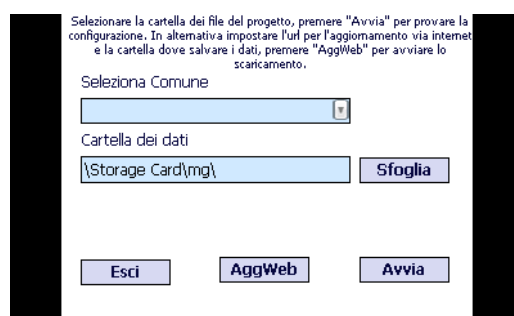 Selezionare la cartella dei file del progetto, premere "Avvia" per provare la
configurazione. In alternativa impostare l'url per l'aggiornamento via internet
e la cartella dove salvare i dati, premere "AggWeb" per avviare lo
scaricamento.
Seleziona Comune
Cartella dei dati
\Storage Card\mg\
Sfoglia
Esci
AggWeb
Avvia